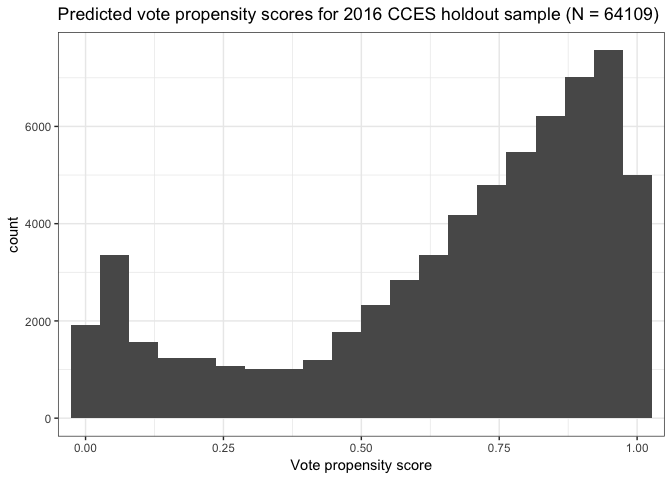 Predicted vote propensity scores for 2016 CCES holdout sample (N = 64109)
6000
4000
2000
0
count
0.00 0.25 0.50 0.75 1.00
Vote propensity score